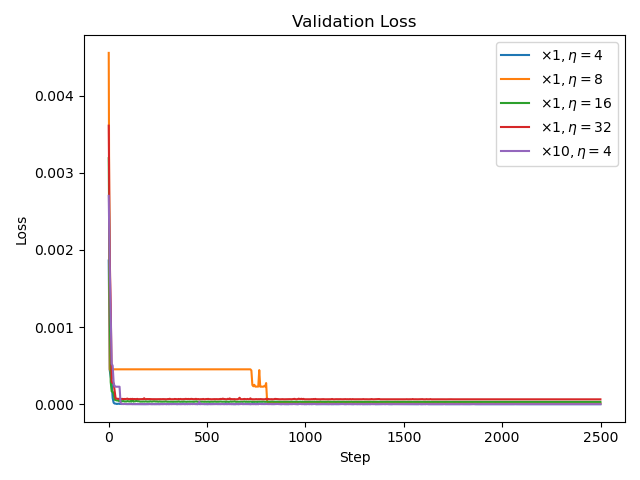 Validation Loss
×1, η = 4
×1, η = 8
×1, η = 16
×1, η = 32
×10, η = 4
Loss
0.004
0.003
0.002
0.001
0.000
0 500 1000 1500 2000 2500
Step